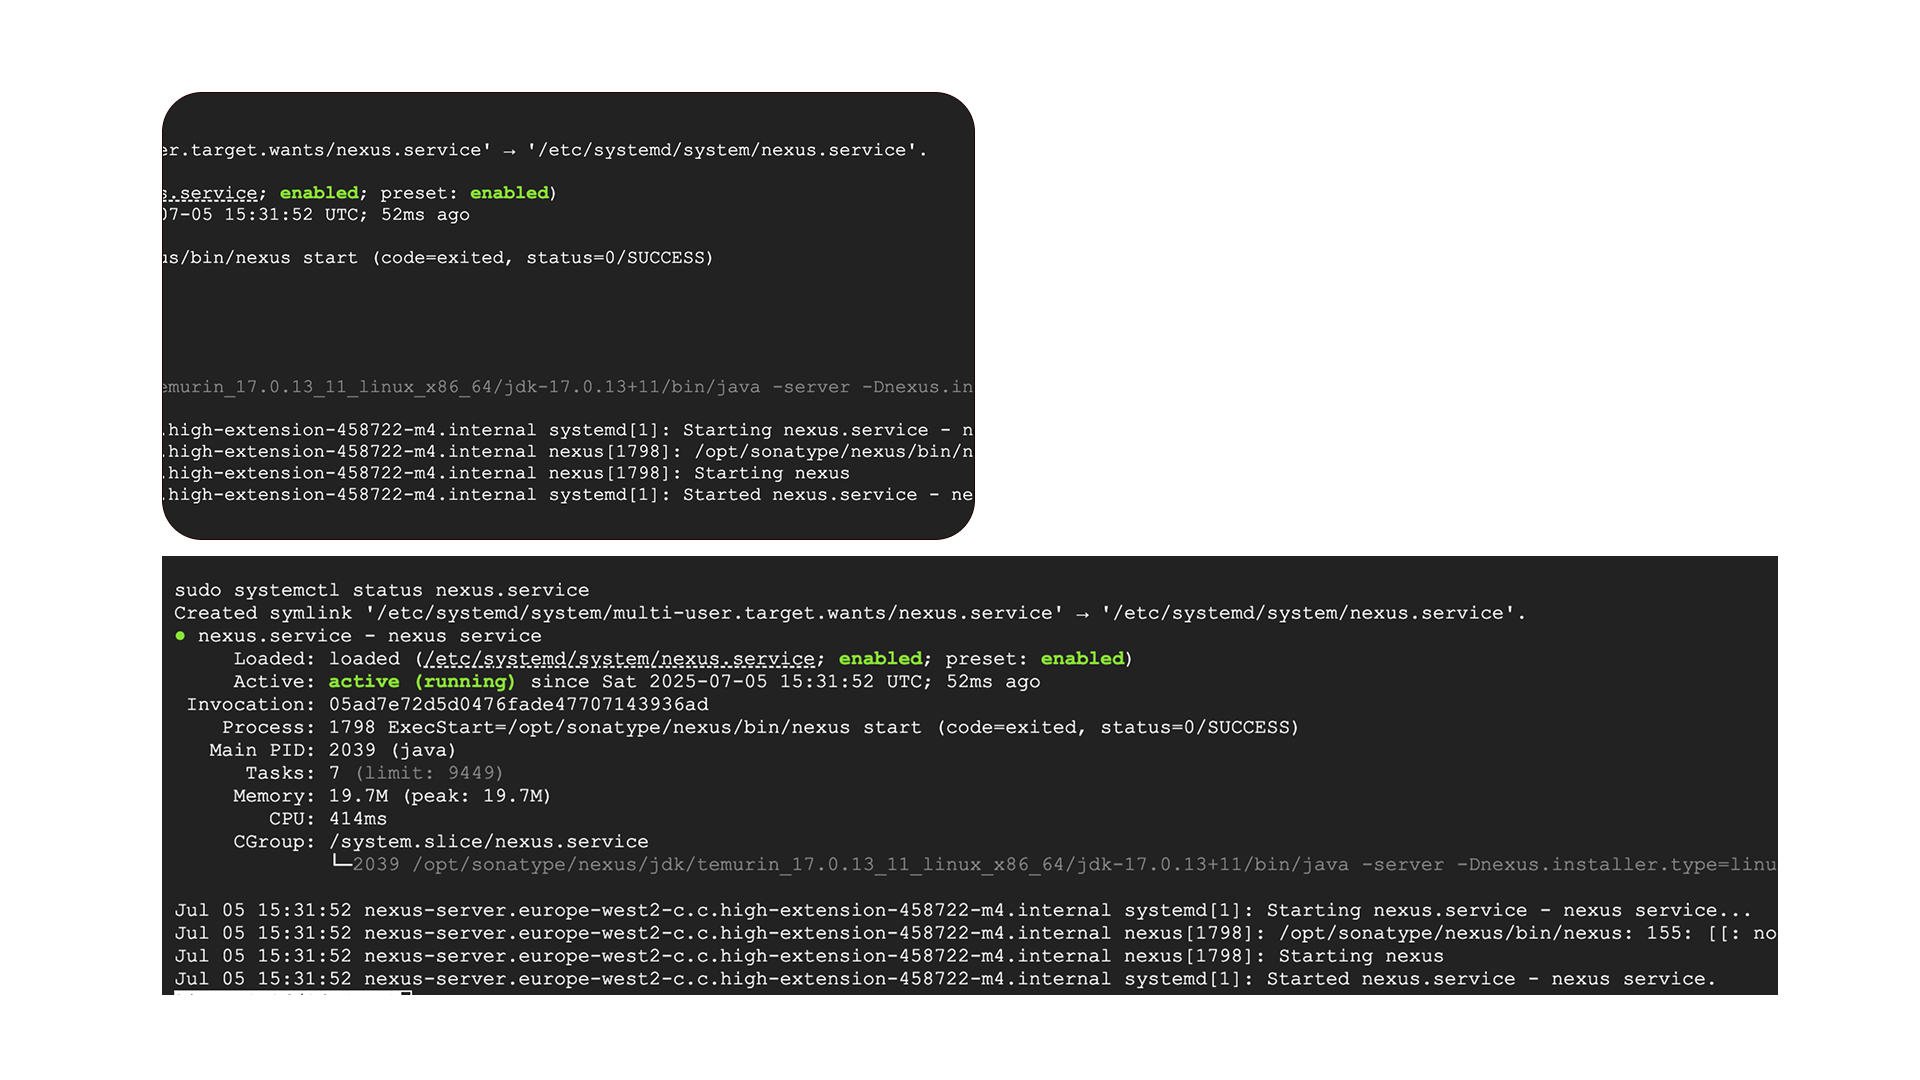 er.target.wants/nexus.service' → '/etc/systemd/system/nexus.service'.
s.service; enabled; preset: enabled)
07-05 15:31:52 UTC; 52ms ago
us/bin/nexus start (code=exited, status=0/SUCCESS)
emurin_17.0.13_11_linux_x86_64/jdk-17.0.13+11/bin/java -server -Dnexus.in
.high-extension-458722-m4.internal systemd[1]: Starting nexus.service - n
.high-extension-458722-m4.internal nexus[1798]: /opt/sonatype/nexus/bin/n
.high-extension-458722-m4.internal nexus[1798]: Starting nexus
.high-extension-458722-m4.internal systemd[1]: Started nexus.service - ne
sudo systemctl status nexus.service
Created symlink '/etc/systemd/system/multi-user.target.wants/nexus.service' → '/etc/systemd/system/nexus.service'.
● nexus.service - nexus service
Loaded: loaded (/etc/systemd/system/nexus.service; enabled; preset: enabled)
Active: active (running) since Sat 2025-07-05 15:31:52 UTC; 52ms ago
Invocation: 05ad7e72d5d0476fade47707143936ad
Process: 1798 ExecStart=/opt/sonatype/nexus/bin/nexus start (code=exited, status=0/SUCCESS)
Main PID: 2039 (java)
Tasks: 7 (limit: 9449)
Memory: 19.7M (peak: 19.7M)
CPU: 414ms
CGroup: /system.slice/nexus.service
└─2039 /opt/sonatype/nexus/jdk/temurin_17.0.13_11_linux_x86_64/jdk-17.0.13+11/bin/java -server -Dnexus.installer.type=linu
Jul 05 15:31:52 nexus-server.europe-west2-c.c.high-extension-458722-m4.internal systemd[1]: Starting nexus.service - nexus service...
Jul 05 15:31:52 nexus-server.europe-west2-c.c.high-extension-458722-m4.internal nexus[1798]: /opt/sonatype/nexus/bin/nexus: 155: [[: no
Jul 05 15:31:52 nexus-server.europe-west2-c.c.high-extension-458722-m4.internal nexus[1798]: Starting nexus
Jul 05 15:31:52 nexus-server.europe-west2-c.c.high-extension-458722-m4.internal systemd[1]: Started nexus.service - nexus service.